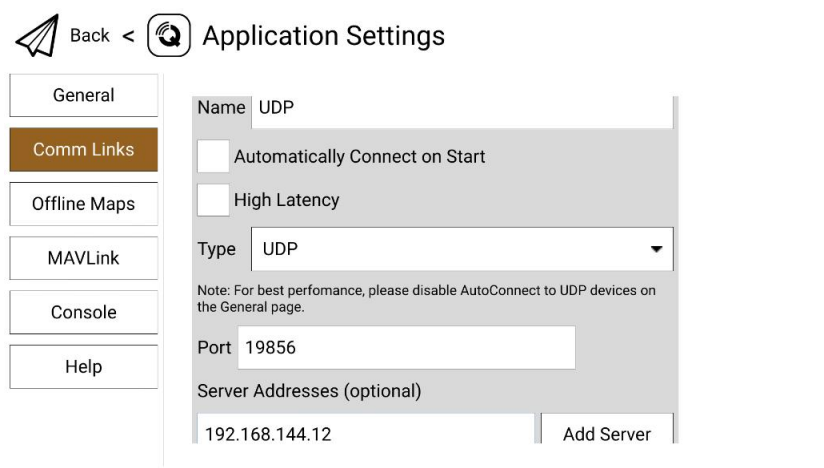 Back < Application Settings
General
Comm Links
Offline Maps
MAVLink
Console
Help
Name UDP
Automatically Connect on Start
High Latency
Type UDP
Note: For best perfomance, please disable AutoConnect to UDP devices on
the General page.
Port 19856
Server Addresses (optional)
192.168.144.12 Add Server